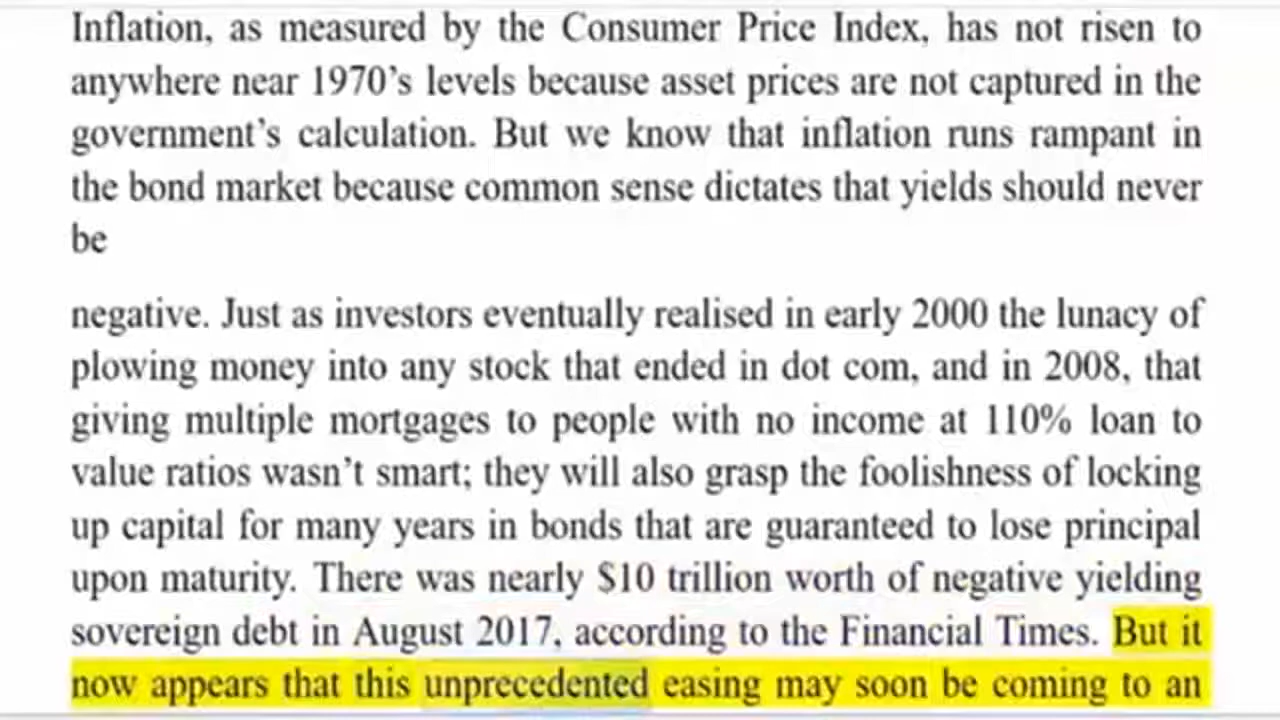 Inflation, as measured by the Consumer Price Index, has not risen to
anywhere near 1970’s levels because asset prices are not captured in the
government’s calculation. But we know that inflation runs rampant in
the bond market because common sense dictates that yields should never
be
negative. Just as investors eventually realised in early 2000 the lunacy of
plowing money into any stock that ended in dot com, and in 2008, that
giving multiple mortgages to people with no income at 110% loan to
value ratios wasn’t smart; they will also grasp the foolishness of locking
up capital for many years in bonds that are guaranteed to lose principal
upon maturity. There was nearly $10 trillion worth of negative yielding
sovereign debt in August 2017, according to the Financial Times. But it
now appears that this unprecedented easing may soon be coming to an